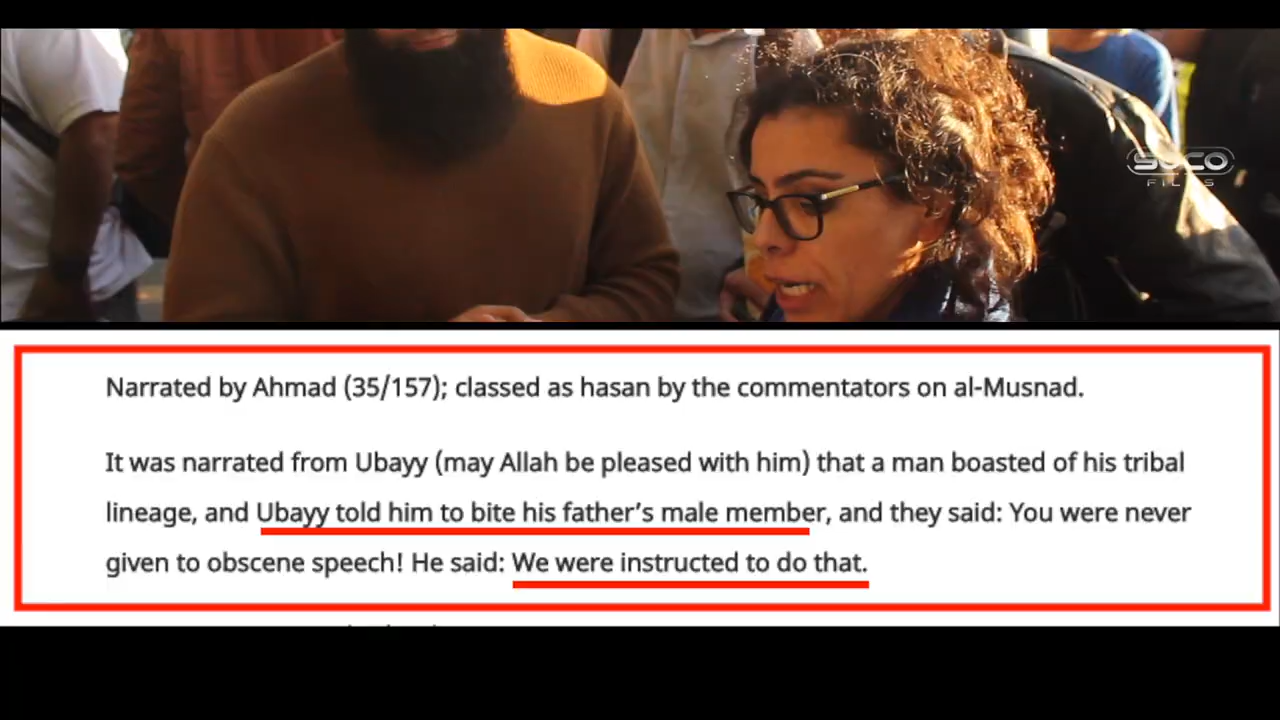 SOCO
FILMS
Narrated by Ahmad (35/157); classed as hasan by the commentators on al-Musnad.
It was narrated from Ubayy (may Allah be pleased with him) that a man boasted of his tribal
lineage, and Ubayy told him to bite his father’s male member, and they said: You were never
given to obscene speech! He said: We were instructed to do that.